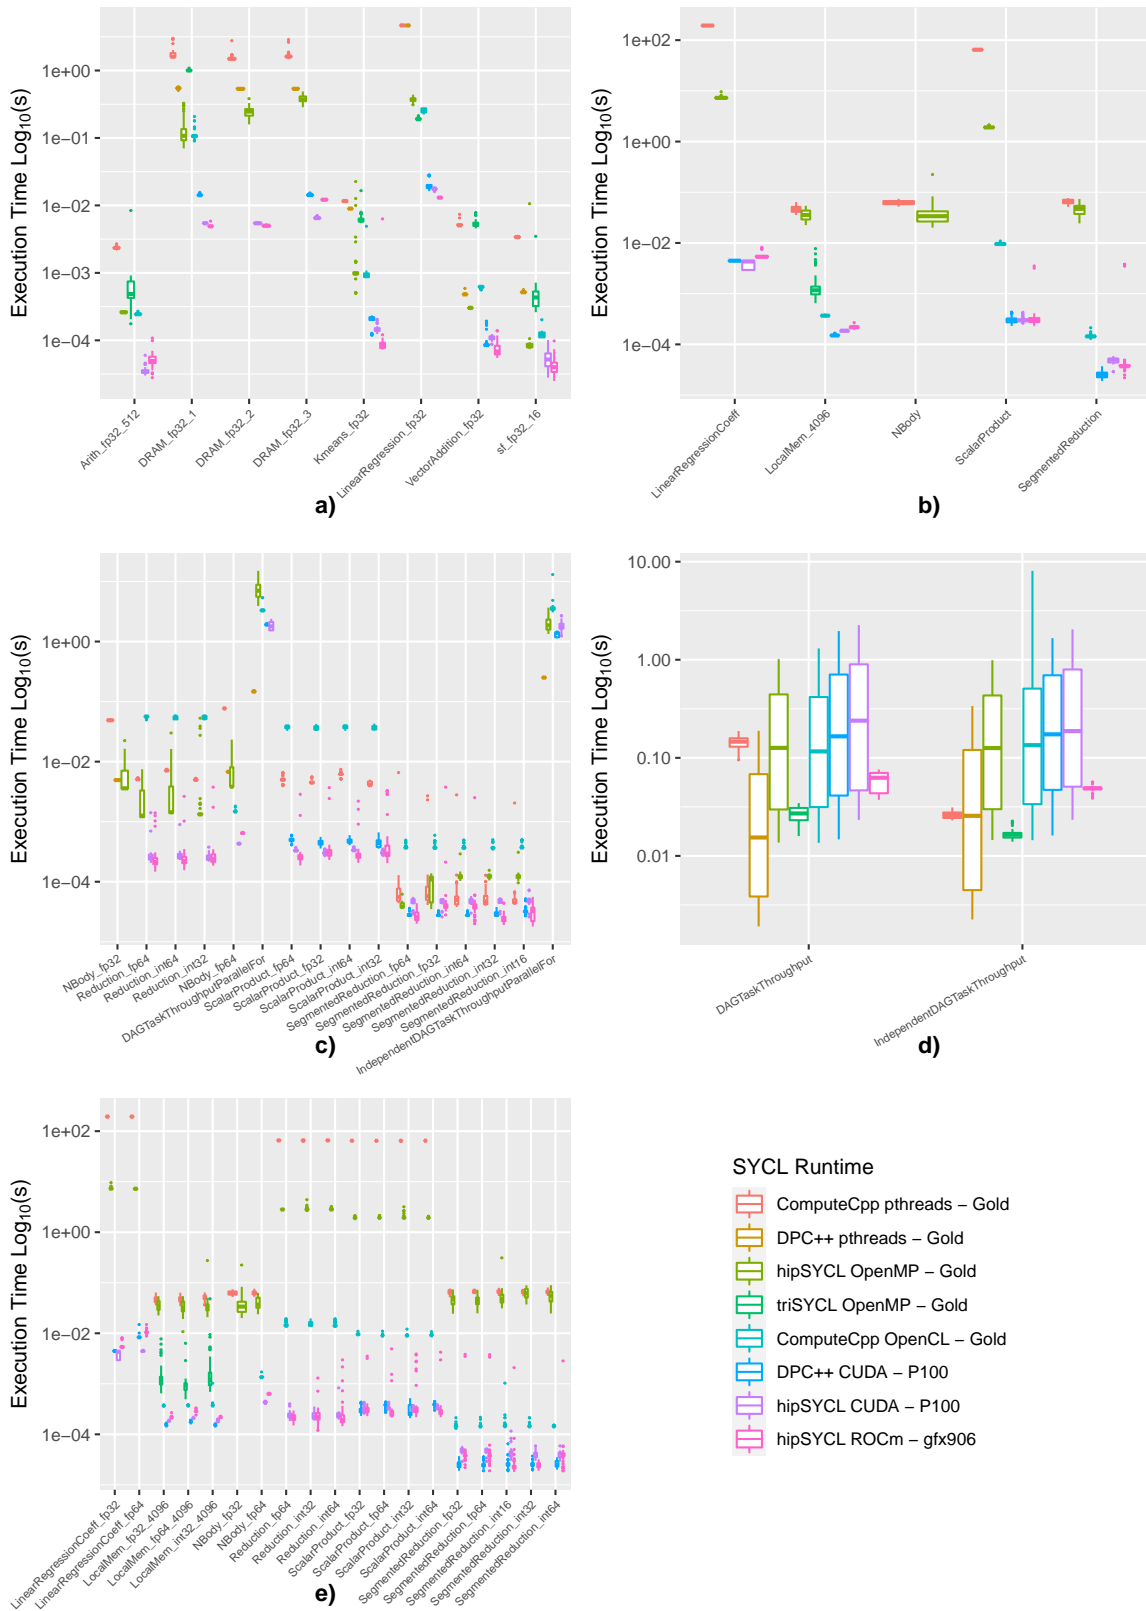 Execution Time Log10(s)
1e+00
1e−01
1e−02
1e−03
1e−04
Arith_fp32_512
DRAM_fp32_1
DRAM_fp32_2
DRAM_fp32_3
Kmeans_fp32
LinearRegression_fp32
VectorAddition_fp32
sf_fp32_16
a)
Execution Time Log10(s)
1e+02
1e+00
1e−02
1e−04
LinearRegressionCoeff
LocalMem_4096
NBody
ScalarProduct
SegmentedReduction
b)
Execution Time Log10(s)
1e+00
1e−02
1e−04
NBody_fp32
Reduction_fp64
Reduction_int64
Reduction_int32
NBody_fp64
DAGTaskThroughputParallelFor
ScalarProduct_fp64
ScalarProduct_fp32
ScalarProduct_int64
ScalarProduct_int32
SegmentedReduction_fp64
SegmentedReduction_fp32
SegmentedReduction_int64
SegmentedReduction_int32
SegmentedReduction_int16
IndependentDAGTaskThroughputParallelFor
c)
Execution Time Log10(s)
10.00
1.00
0.10
0.01
DAGTaskThroughput
IndependentDAGTaskThroughput
d)
Execution Time Log10(s)
1e+02
1e+00
1e−02
1e−04
LinearRegressionCoeff_fp32
LinearRegressionCoeff_fp64
LocalMem_fp32_4096
LocalMem_fp64_4096
LocalMem_int32_4096
NBody_fp32
NBody_fp64
Reduction_fp64
Reduction_int32
Reduction_int64
ScalarProduct_fp32
ScalarProduct_fp64
ScalarProduct_int32
ScalarProduct_int64
SegmentedReduction_fp32
SegmentedReduction_fp64
SegmentedReduction_int16
SegmentedReduction_int32
SegmentedReduction_int64
e)
SYCL Runtime
ComputeCpp pthreads − Gold
DPC++ pthreads − Gold
hipSYCL OpenMP − Gold
triSYCL OpenMP − Gold
ComputeCpp OpenCL − Gold
DPC++ CUDA − P100
hipSYCL CUDA − P100
hipSYCL ROCm − gfx906